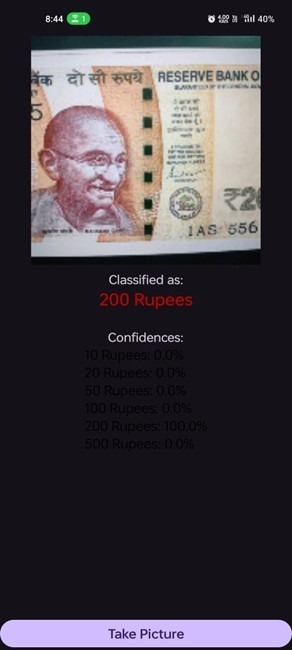 8:44 1 40%
दो सौ रुपये RESERVE BANK O
5
₹20
1AS 556
Classified as:
200 Rupees
Confidences:
10 Rupees: 0.0%
20 Rupees: 0.0%
50 Rupees: 0.0%
100 Rupees: 0.0%
200 Rupees: 100.0%
500 Rupees: 0.0%
Take Picture